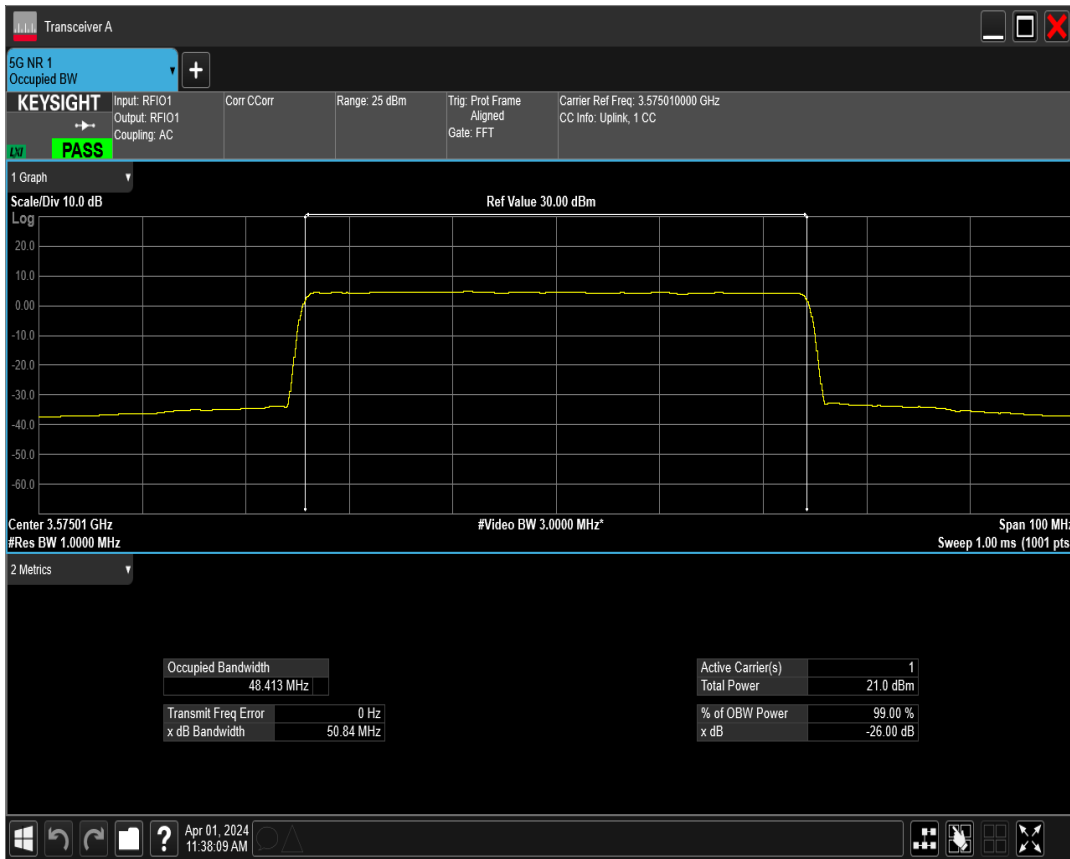 Transceiver A
5G NR 1
Occupied BW
KEYSIGHT
LXI
PASS
Input: RFIO1
Output: RFIO1
Coupling: AC
Corr CCorr
Range: 25 dBm
Trig: Prot Frame
Aligned
Gate: FFT
Carrier Ref Freq: 3.575010000 GHz
CC Info: Uplink, 1 CC
1 Graph
Scale/Div 10.0 dB
Ref Value 30.00 dBm
Log
20.0
10.0
0.00
-10.0
-20.0
-30.0
-40.0
-50.0
-60.0
Center 3.57501 GHz
#Video BW 3.0000 MHz*
Span 100 MHz
#Res BW 1.0000 MHz
Sweep 1.00 ms (1001 pts
2 Metrics
Occupied Bandwidth
48.413 MHz
Transmit Freq Error 0 Hz
x dB Bandwidth 50.84 MHz
Active Carrier(s) 1
Total Power 21.0 dBm
% of OBW Power 99.00 %
x dB -26.00 dB
?
Apr 01, 2024
11:38:09 AM